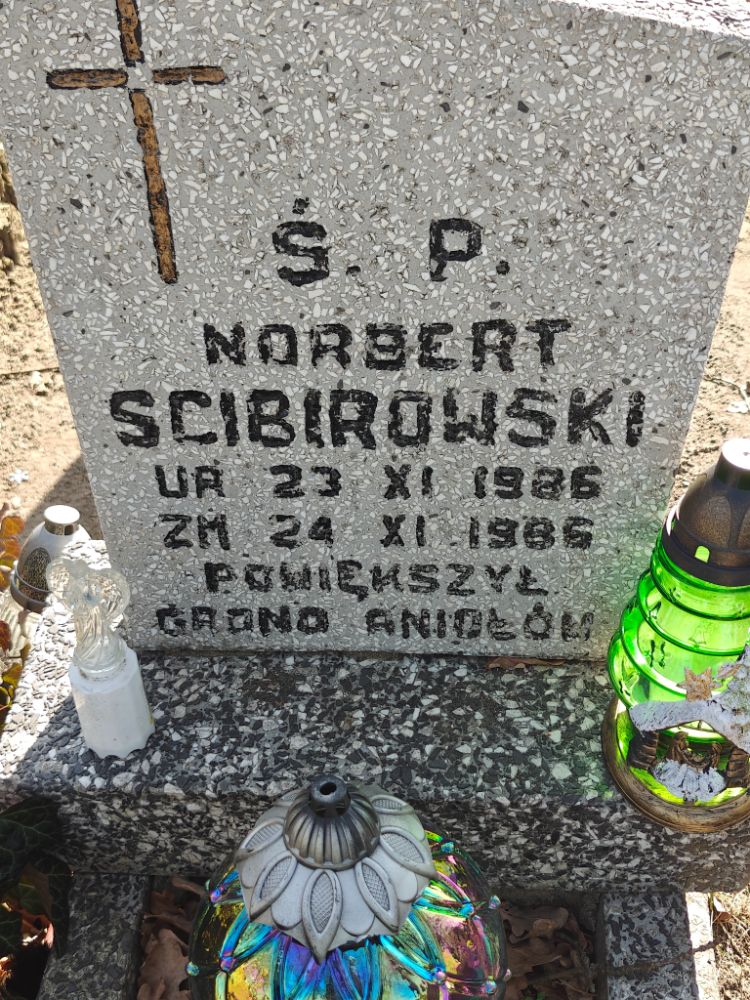 Ś. P.
NORBERT
SCIBIROWSKI
UR 23 XI 1986
ZM 24 XI 1986
POWIĘKSZYŁ
GRONO ANIOŁÓW